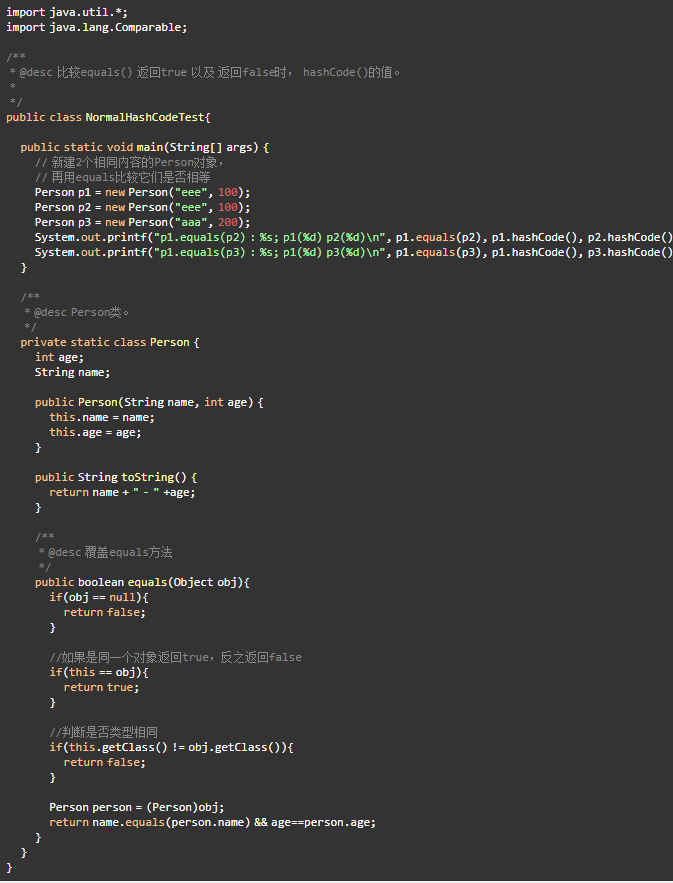 import java.util.*;
import java.lang.Comparable;
/**
* @desc 比较equals() 返回true 以及 返回false时， hashCode()的值。
*
*/
public class NormalHashCodeTest{
public static void main(String[] args) {
// 新建2个相同内容的Person对象，
// 再用equals比较它们是否相等
Person p1 = new Person("eee", 100);
Person p2 = new Person("eee", 100);
Person p3 = new Person("aaa", 200);
System.out.printf("p1.equals(p2) : %s; p1(%d) p2(%d)\n", p1.equals(p2), p1.hashCode(), p2.hashCode()
System.out.printf("p1.equals(p3) : %s; p1(%d) p3(%d)\n", p1.equals(p3), p1.hashCode(), p3.hashCode()
}
/**
* @desc Person类。
*/
private static class Person {
int age;
String name;
public Person(String name, int age) {
this.name = name;
this.age = age;
}
public String toString() {
return name + " - " +age;
}
/**
* @desc 覆盖equals方法
*/
public boolean equals(Object obj){
if(obj == null){
return false;
}
//如果是同一个对象返回true，反之返回false
if(this == obj){
return true;
}
//判断是否类型相同
if(this.getClass() != obj.getClass()){
return false;
}
Person person = (Person)obj;
return name.equals(person.name) && age==person.age;
}
}
}